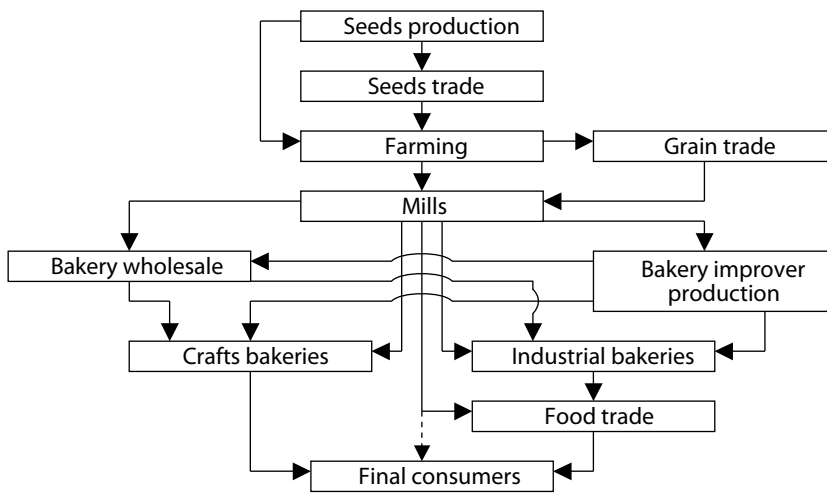 Seeds production
Seeds trade
Farming
Grain trade
Mills
Bakery wholesale
Bakery improver
production
Crafts bakeries
Industrial bakeries
Food trade
Final consumers